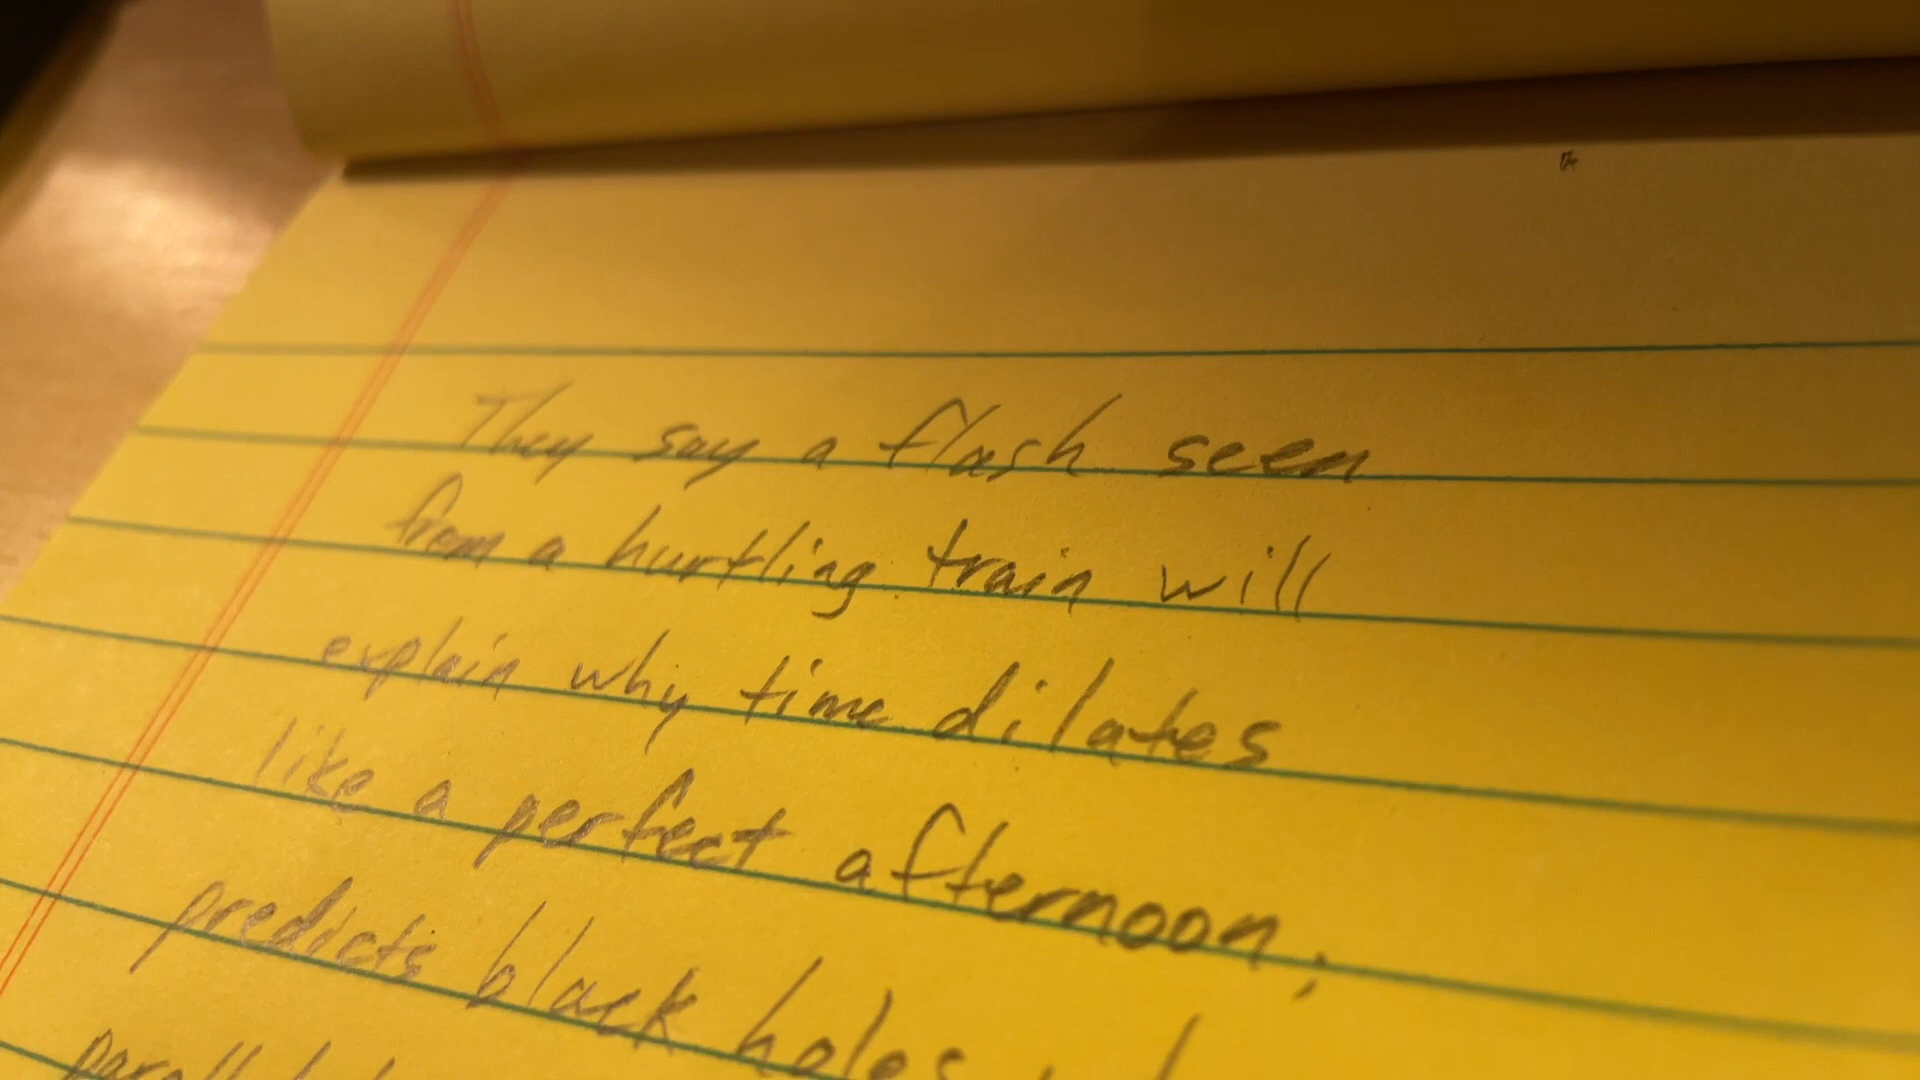 They say a flash seen
from a hurtling train will
explain why time dilates
like a perfect afternoon;
predicts black holes